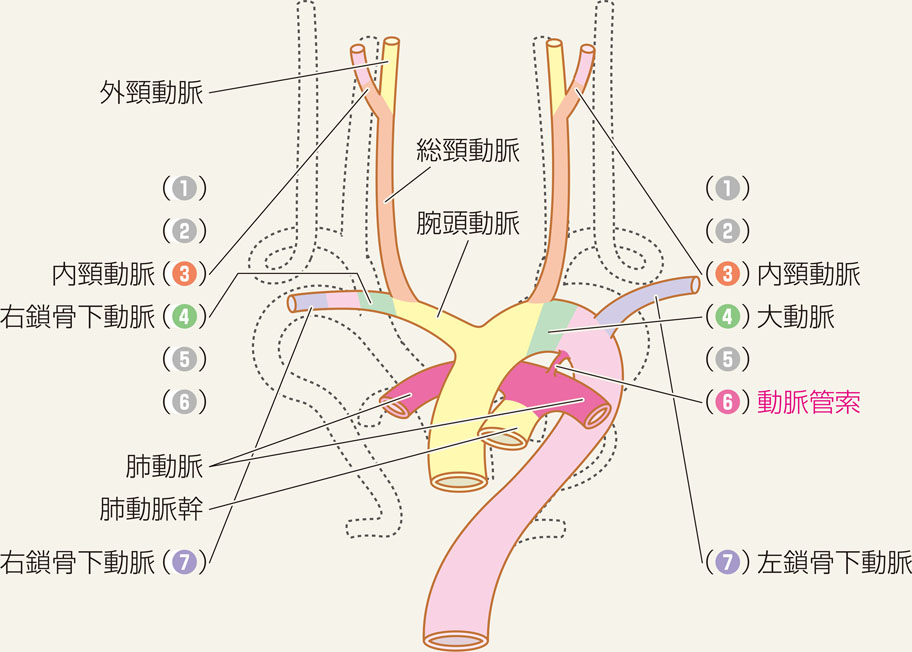 外頸動脈
総頸動脈
腕頭動脈
(1)
(2)
内頸動脈(3)
右鎖骨下動脈(4)
(5)
(6)
肺動脈
肺動脈幹
右鎖骨下動脈(7)
(1)
(2)
(3)内頸動脈
(4)大動脈
(5)
(6)動脈管索
(7)左鎖骨下動脈